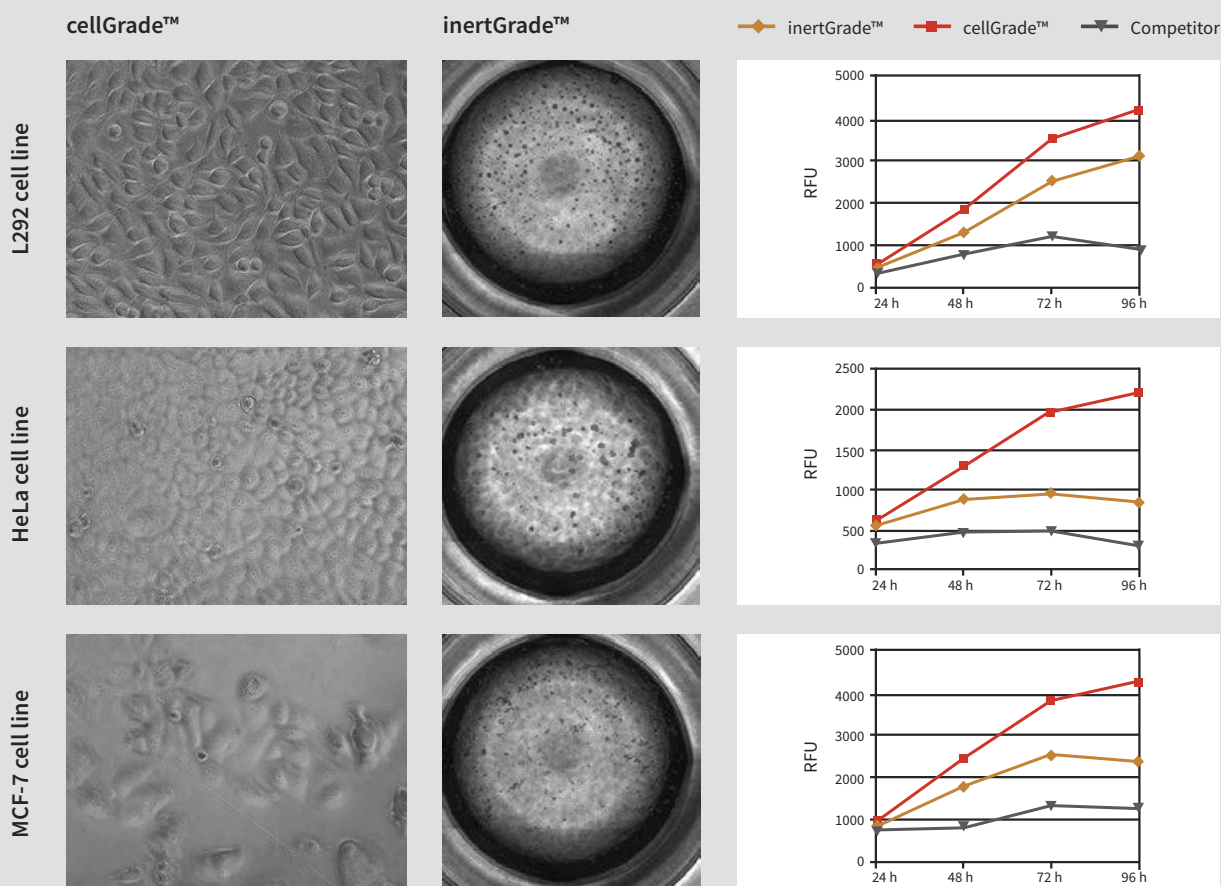 cellGrade™
inertGrade™
inertGrade™
cellGrade™
Competitor
L292 cell line
5000
4000
3000
2000
1000
0
RFU
24 h
48 h
72 h
96 h
HeLa cell line
2500
2000
1500
1000
500
0
RFU
24 h
48 h
72 h
96 h
MCF-7 cell line
5000
4000
3000
2000
1000
0
RFU
24 h
48 h
72 h
96 h